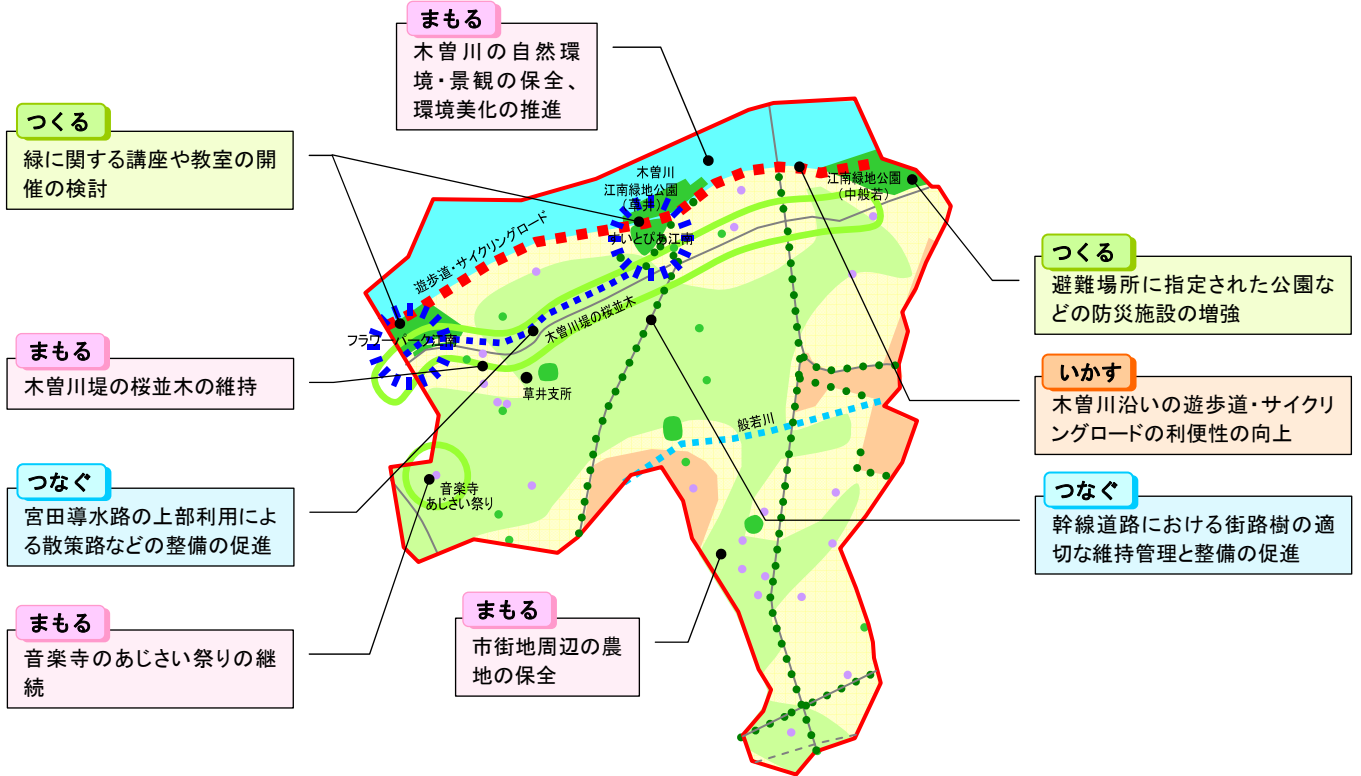 まもる
木曽川の自然環
境・景観の保全、
環境美化の推進
つくる
緑に関する講座や教室の開
催の検討
まもる
木曽川堤の桜並木の維持
つなぐ
宮田導水路の上部利用によ
る散策路などの整備の促進
まもる
音楽寺のあじさい祭りの継
続
まもる
市街地周辺の農
地の保全
つくる
避難場所に指定された公園な
どの防災施設の増強
いかす
木曽川沿いの遊歩道・サイクリ
ングロードの利便性の向上
つなぐ
幹線道路における街路樹の適
切な維持管理と整備の促進
木曽川
江南緑地公園
（草井）
すいとぴあ江南
江南緑地公園
（中般若）
遊歩道・サイクリングロード
木曽川堤の桜並木
フラワーパーク江南
草井支所
般若川
音楽寺
あじさい祭り